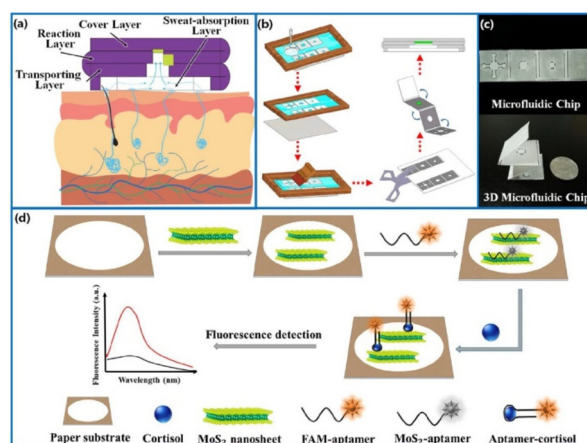 (a)
Cover Layer
Sweat-absorption
Layer
Reaction
Layer
Transporting
Layer
(b)
(c)
Microfluidic Chip
3D Microfluidic Chip
(d)
Fluorescence Intensity (a.u.)
Wavelength (nm)
Fluorescence detection
Cortisol
Paper substrate
Cortisol
MoS₂ nanosheet
FAM-aptamer
MoS₂-aptamer
Aptamer-cortisol